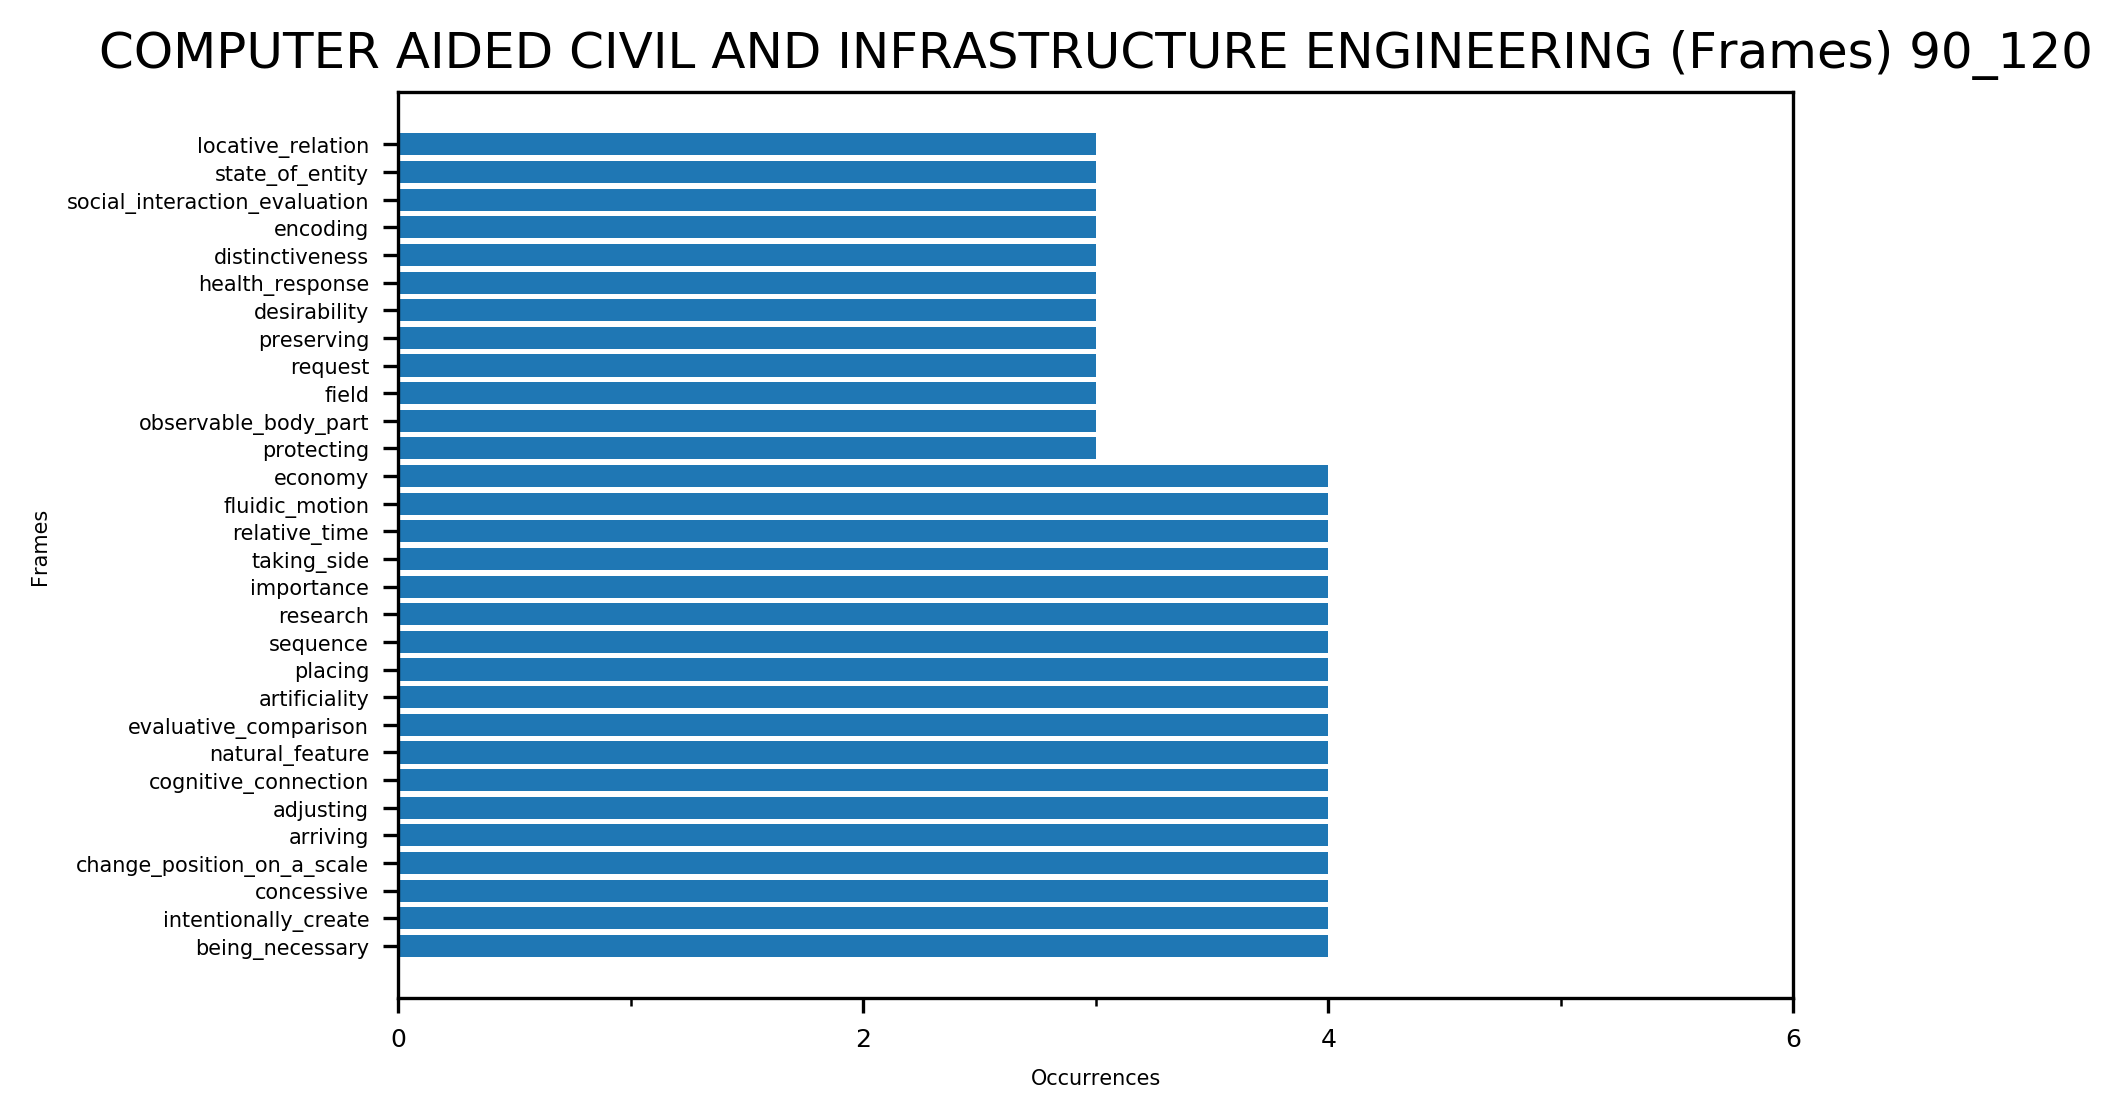 COMPUTER AIDED CIVIL AND INFRASTRUCTURE ENGINEERING (Frames) 90_120
locative_relation
state_of_entity
social_interaction_evaluation
encoding
distinctiveness
health_response
desirability
preserving
request
field
observable_body_part
protecting
economy
fluidic_motion
relative_time
taking_side
importance
research
sequence
placing
artificiality
evaluative_comparison
natural_feature
cognitive_connection
adjusting
arriving
change_position_on_a_scale
concessive
intentionally_create
being_necessary
Frames
0 2 4 6
Occurrences